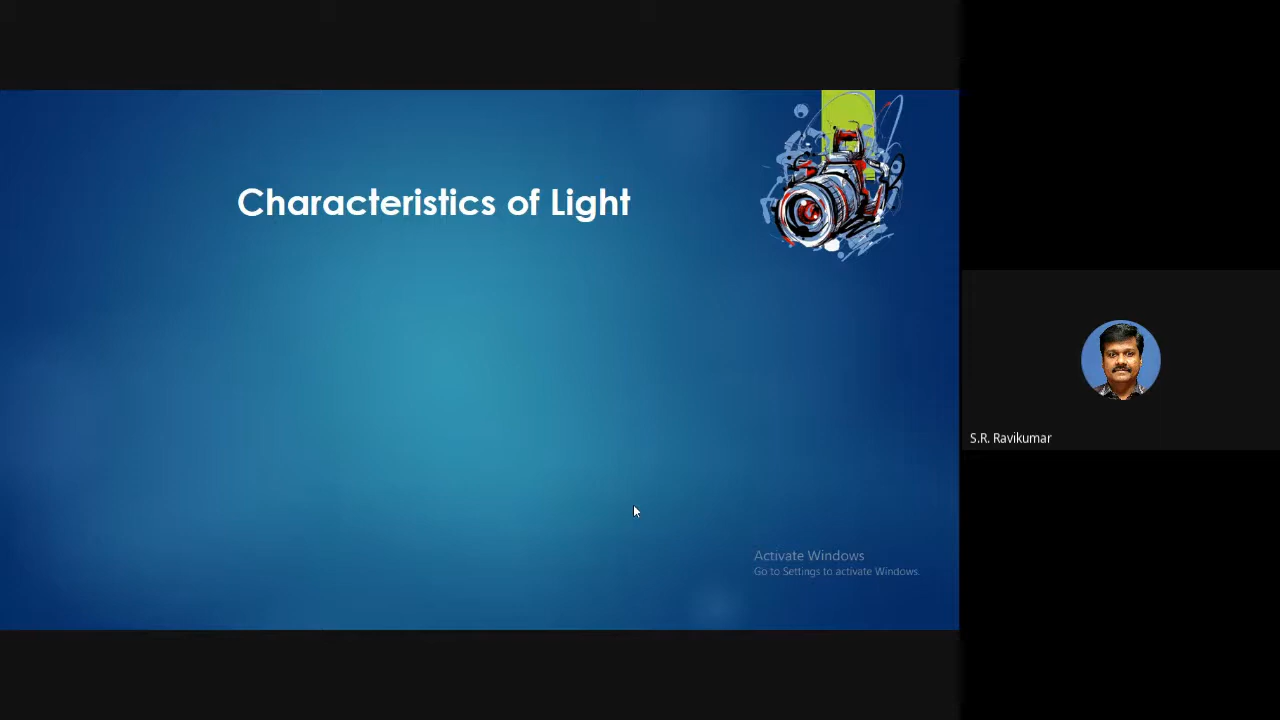 Characteristics of Light
S.R. Ravikumar
Activate Windows
Go to Settings to activate Windows.